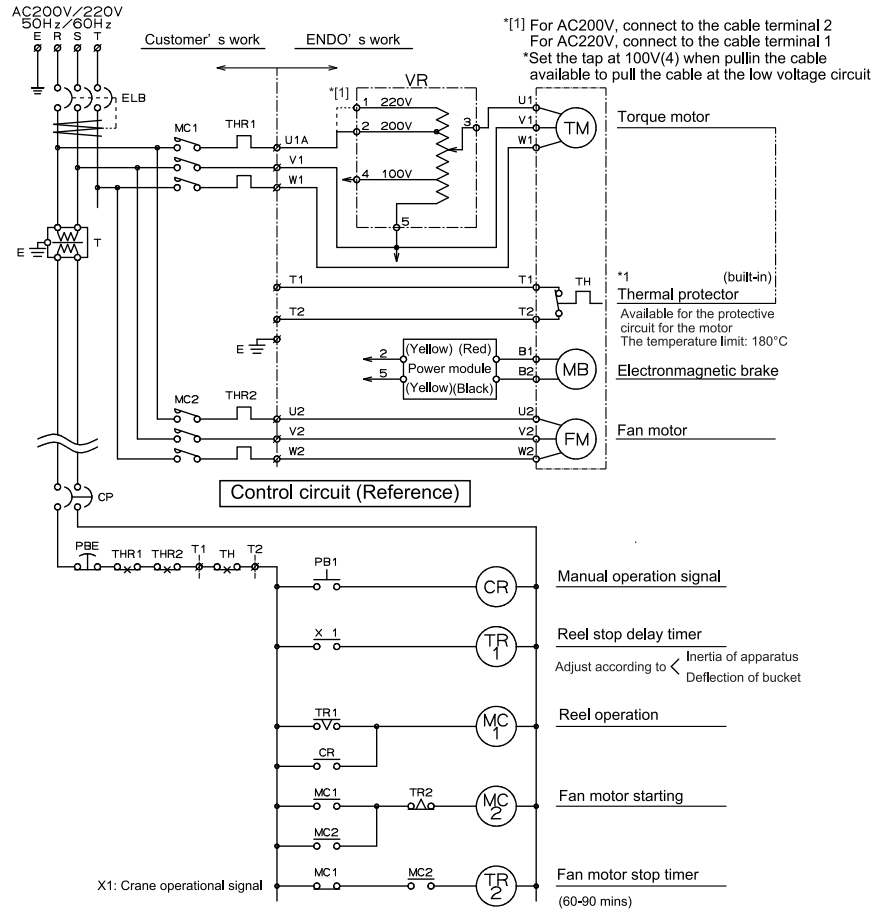 AC200V/220V
50Hz/60Hz
E R S T
Customer' s work
ENDO' s work
*[1] For AC200V, connect to the cable terminal 2
For AC220V, connect to the cable terminal 1
*Set the tap at 100V(4) when pullin the cable
available to pull the cable at the low voltage circuit
ELB
*[1]
VR
1 220V
2 200V
3
4 100V
5
MC1
THR1
U1A
V1
W1
U1
V1
W1
TM
Torque motor
E
T
T1
T2
T1
T2
TH
*1 (built-in)
Thermal protector
Available for the protective
circuit for the motor
The temperature limit: 180°C
E
2
5
(Yellow) (Red)
Power module
(Yellow)(Black)
B1
B2
MB
Electronmagnetic brake
MC2
THR2
U2
V2
W2
U2
V2
W2
FM
Fan motor
Control circuit (Reference)
CP
PBE
THR1
THR2
T1
TH
T2
PB1
CR
Manual operation signal
X 1
TR
1
Reel stop delay timer
Adjust according to < Inertia of apparatus
Deflection of bucket
TR1
MC
1
Reel operation
CR
MC1
TR2
MC
2
Fan motor starting
MC2
X1: Crane operational signal
MC1
MC2
TR
2
Fan motor stop timer
(60-90 mins)